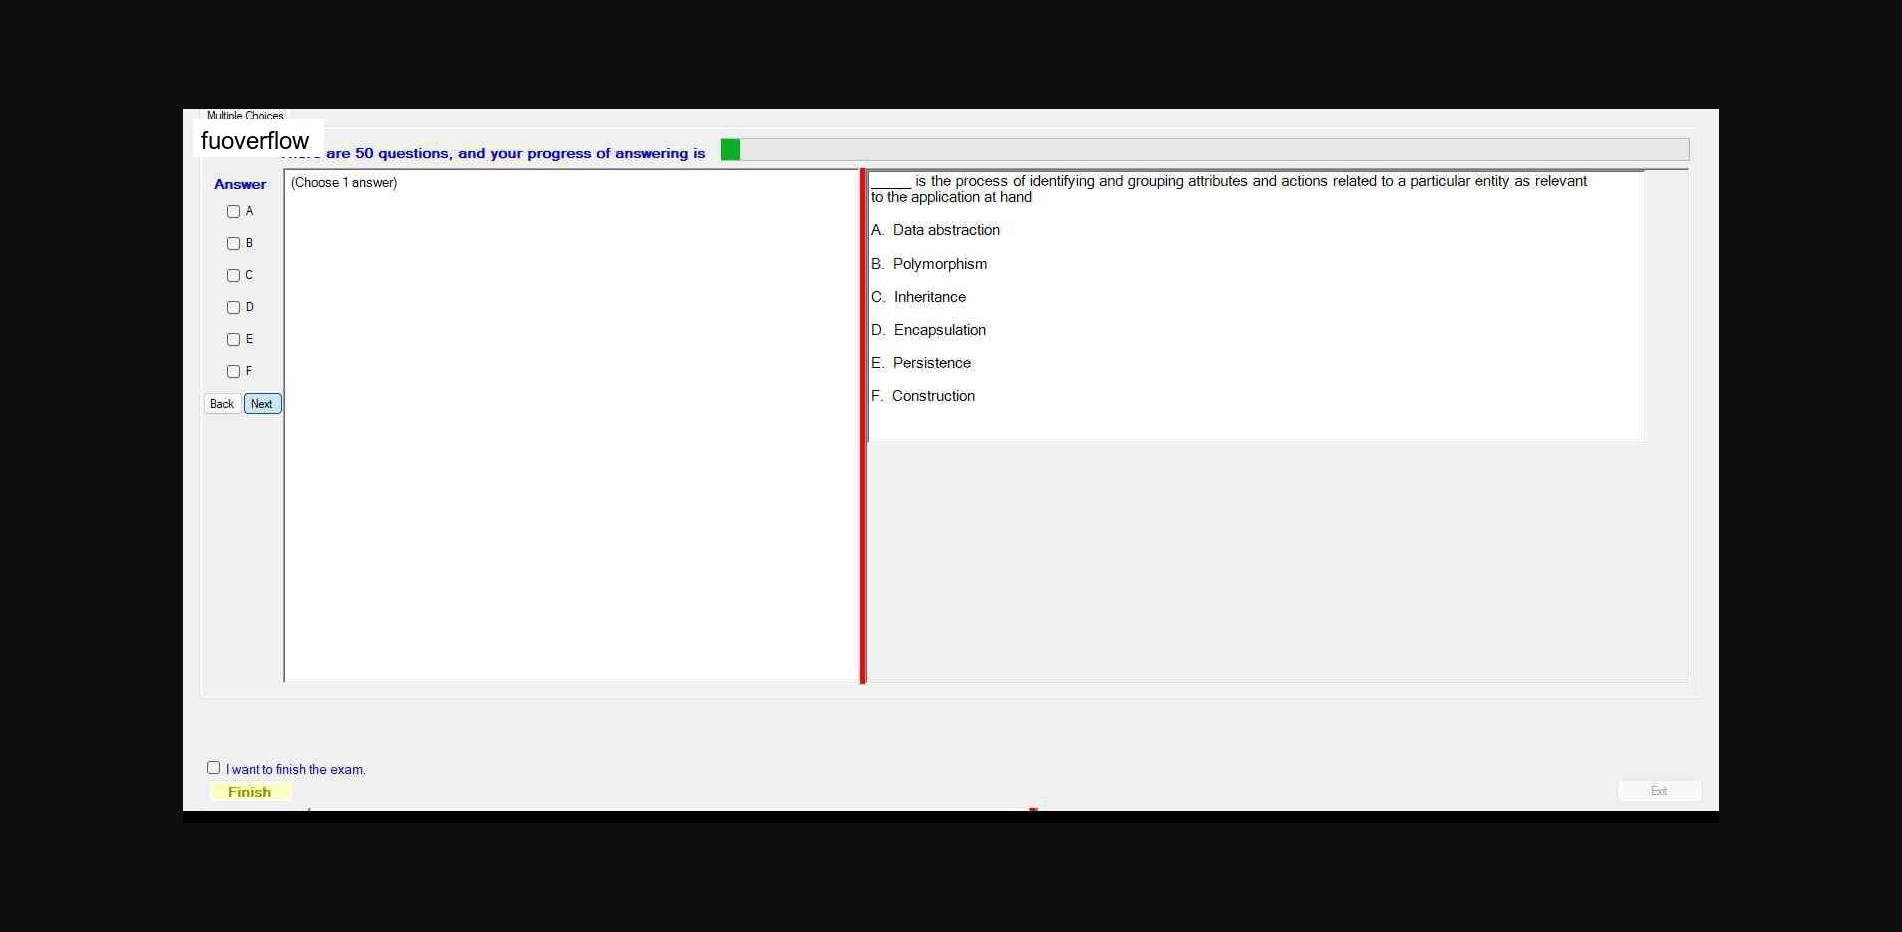 Multiple Choices
fuoverflow
are 50 questions, and your progress of answering is
Answer
(Choose 1 answer)
A
B
C
D
E
F
Back Next
_____ is the process of identifying and grouping attributes and actions related to a particular entity as relevant
to the application at hand
A. Data abstraction
B. Polymorphism
C. Inheritance
D. Encapsulation
E. Persistence
F. Construction
I want to finish the exam.
Finish
Exit